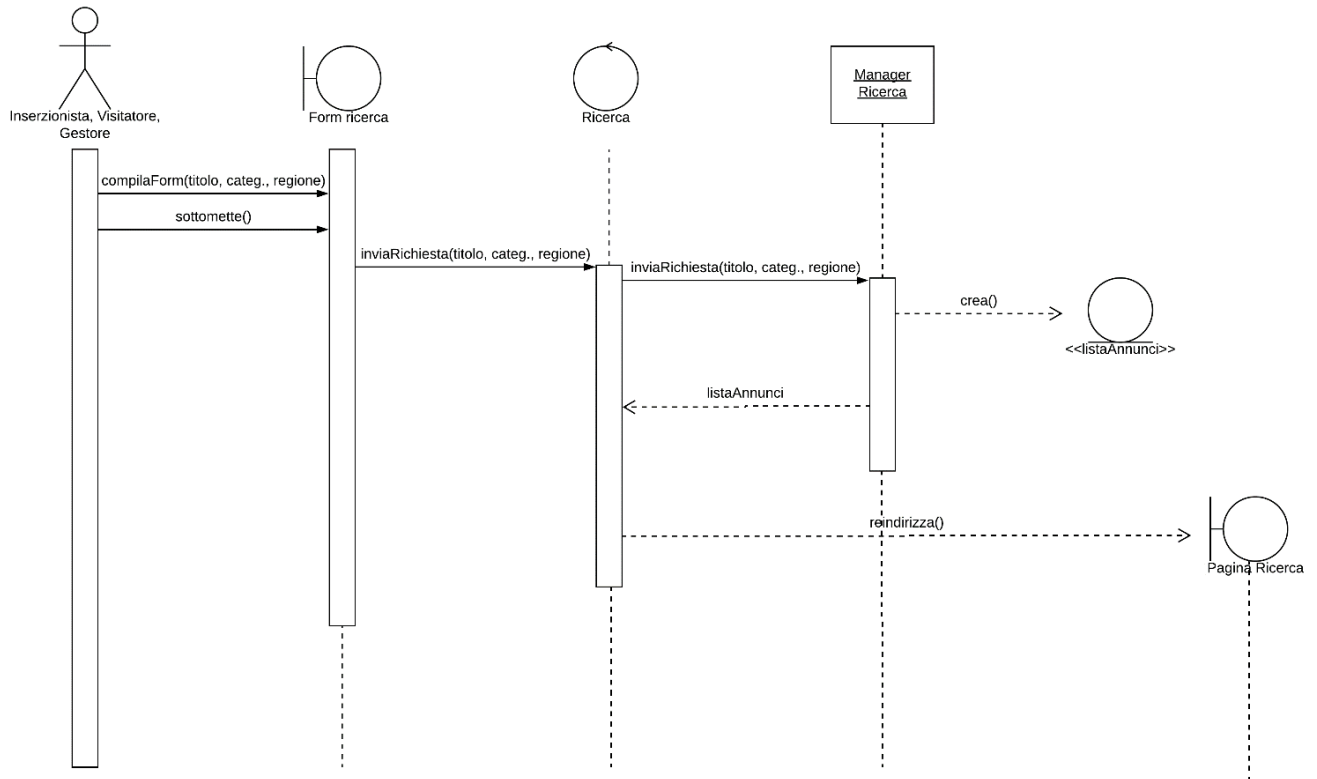 Inserzionista, Visitatore,
Gestore
Form ricerca
Ricerca
Manager
Ricerca
compilaForm(titolo, categ., regione)
sottomette()
inviaRichiesta(titolo, categ., regione)
inviaRichiesta(titolo, categ., regione)
crea()
<<listaAnnunci>>
listaAnnunci
reindirizza()
Pagina Ricerca